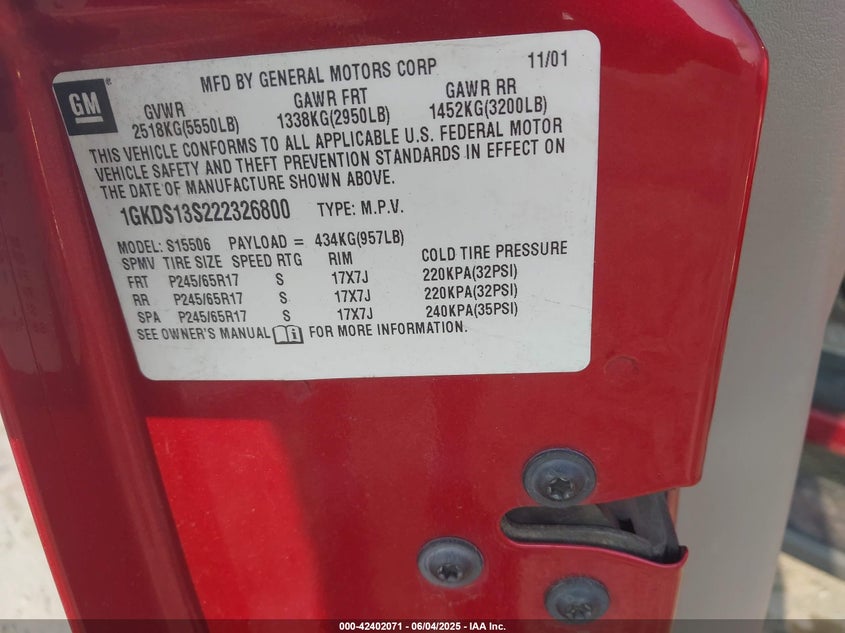 GM ®
MFD BY GENERAL MOTORS CORP 11/01
GVWR GAWR FRT GAWR RR
2518KG(5550LB) 1338KG(2950LB) 1452KG(3200LB)
THIS VEHICLE CONFORMS TO ALL APPLICABLE U.S. FEDERAL MOTOR
VEHICLE SAFETY AND THEFT PREVENTION STANDARDS IN EFFECT ON
THE DATE OF MANUFACTURE SHOWN ABOVE.
1GKDS13S222326800 TYPE: M.P.V.
MODEL: S15506 PAYLOAD = 434KG(957LB)
SPMV TIRE SIZE SPEED RTG RIM COLD TIRE PRESSURE
FRT P245/65R17 S 17X7J 220KPA(32PSI)
RR P245/65R17 S 17X7J 220KPA(32PSI)
SPA P245/65R17 S 17X7J 240KPA(35PSI)
SEE OWNER'S MANUAL FOR MORE INFORMATION.
000-42402071 | 06/04/2025 - IAA Inc.